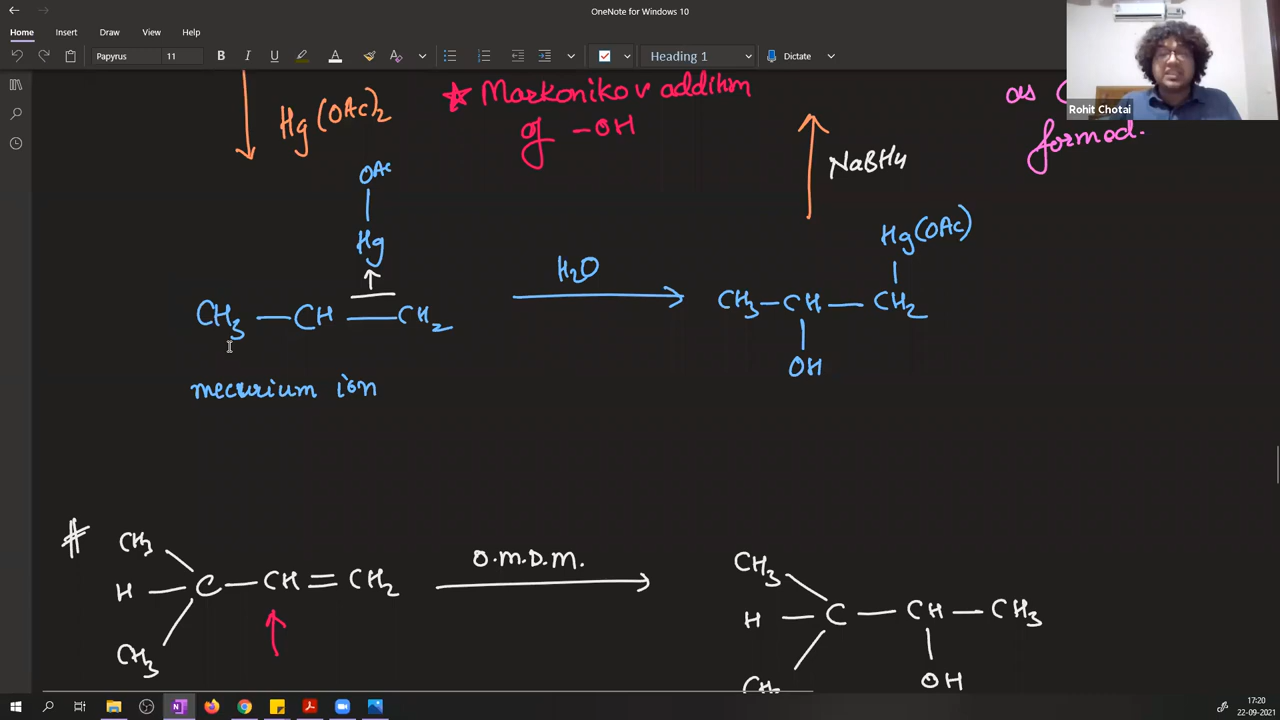 OneNote for Windows 10
Home Insert Draw View Help
Papyrus 11 B I U A Heading 1 Dictate
Rohit Chotai
Hg(OAc)2
★ Markonikov addition
of -OH
NaBH4
as
formed.
OAc
Hg
CH3 — CH — CH2
H2O
Hg(OAc)
CH3 — CH — CH2
OH
mecurium ion
# CH3
H — C — CH = CH2
CH3
O.M.D.M.
CH3
H — C — CH — CH3
OH
17:20
22-09-2021